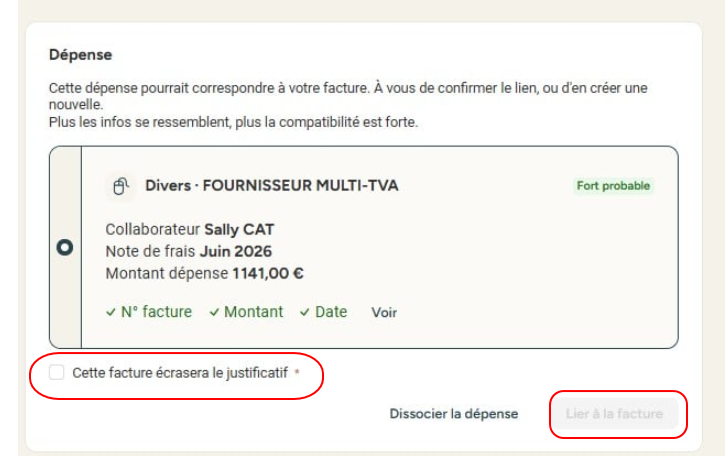 Dépense
Cette dépense pourrait correspondre à votre facture. À vous de confirmer le lien, ou d'en créer une
nouvelle.
Plus les infos se ressemblent, plus la compatibilité est forte.
Divers · FOURNISSEUR MULTI-TVA
Fort probable
Collaborateur Sally CAT
Note de frais Juin 2026
Montant dépense 1 141,00 €
✓ N° facture ✓ Montant ✓ Date Voir
Cette facture écrasera le justificatif *
Dissocier la dépense Lier à la facture